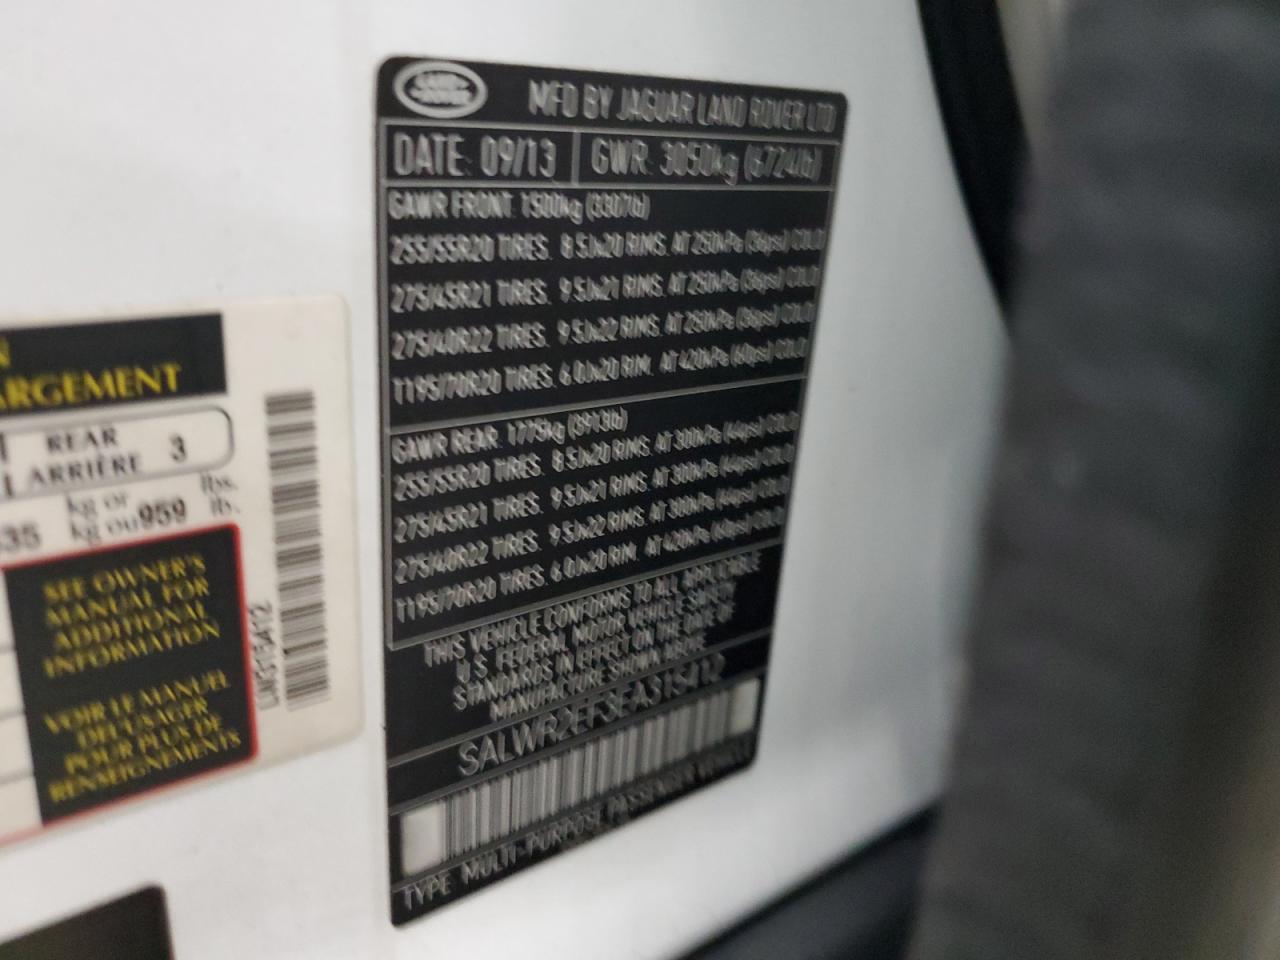 N
ARGEMENT
REAR
ARRIÈRE 3
35 kg or 959 lbs.
kg ou lb.
SEE OWNER'S
MANUAL FOR
ADDITIONAL
INFORMATION
VOIR LE MANUEL
DE L'USAGER
POUR PLUS DE
RENSEIGNEMENTS
LAND
ROVER
MFD BY JAGUAR LAND ROVER LTD
DATE: 09/13 GWR: 3050kg (6724lb)
GAWR FRONT: 1500kg (3307lb)
255/55R20 TIRES. 8.5Jx20 RIMS. AT 250kPa (36psi) COLD
275/45R21 TIRES. 9.5Jx21 RIMS. AT 250kPa (36psi) COLD
275/40R22 TIRES. 9.5Jx22 RIMS. AT 250kPa (36psi) COLD
T195/70R20 TIRES. 6.0Jx20 RIM. AT 420kPa (60psi) COLD
GAWR REAR: 1775kg (3913lb)
255/55R20 TIRES. 8.5Jx20 RIMS. AT 300kPa (44psi) COLD
275/45R21 TIRES. 9.5Jx21 RIMS. AT 300kPa (44psi) COLD
275/40R22 TIRES. 9.5Jx22 RIMS. AT 300kPa (44psi) COLD
T195/70R20 TIRES. 6.0Jx20 RIM. AT 420kPa (60psi) COLD
THIS VEHICLE CONFORMS TO ALL APPLICABLE
U.S. FEDERAL MOTOR VEHICLE SAFETY
STANDARDS IN EFFECT ON THE DATE OF
MANUFACTURE SHOWN ABOVE
SALWR2EF3EA315412
TYPE MULTI-PURPOSE PASSENGER VEHICLE